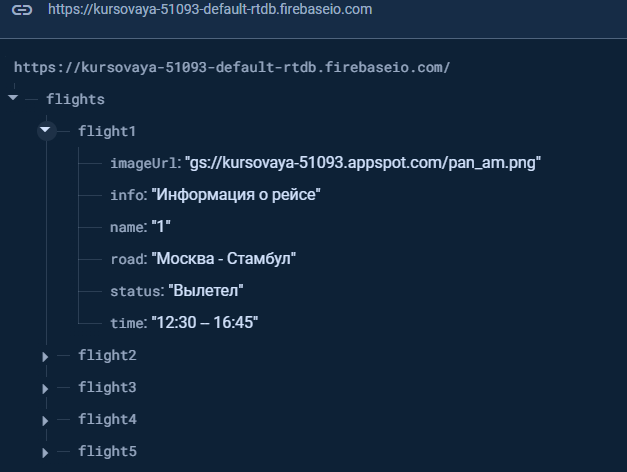 https://kursovaya-51093-default-rtdb.firebaseio.com
https://kursovaya-51093-default-rtdb.firebaseio.com/
flights
flight1
imageUrl: "gs://kursovaya-51093.appspot.com/pan_am.png"
info: "Информация о рейсе"
name: "1"
road: "Москва - Стамбул"
status: "Вылетел"
time: "12:30 – 16:45"
flight2
flight3
flight4
flight5